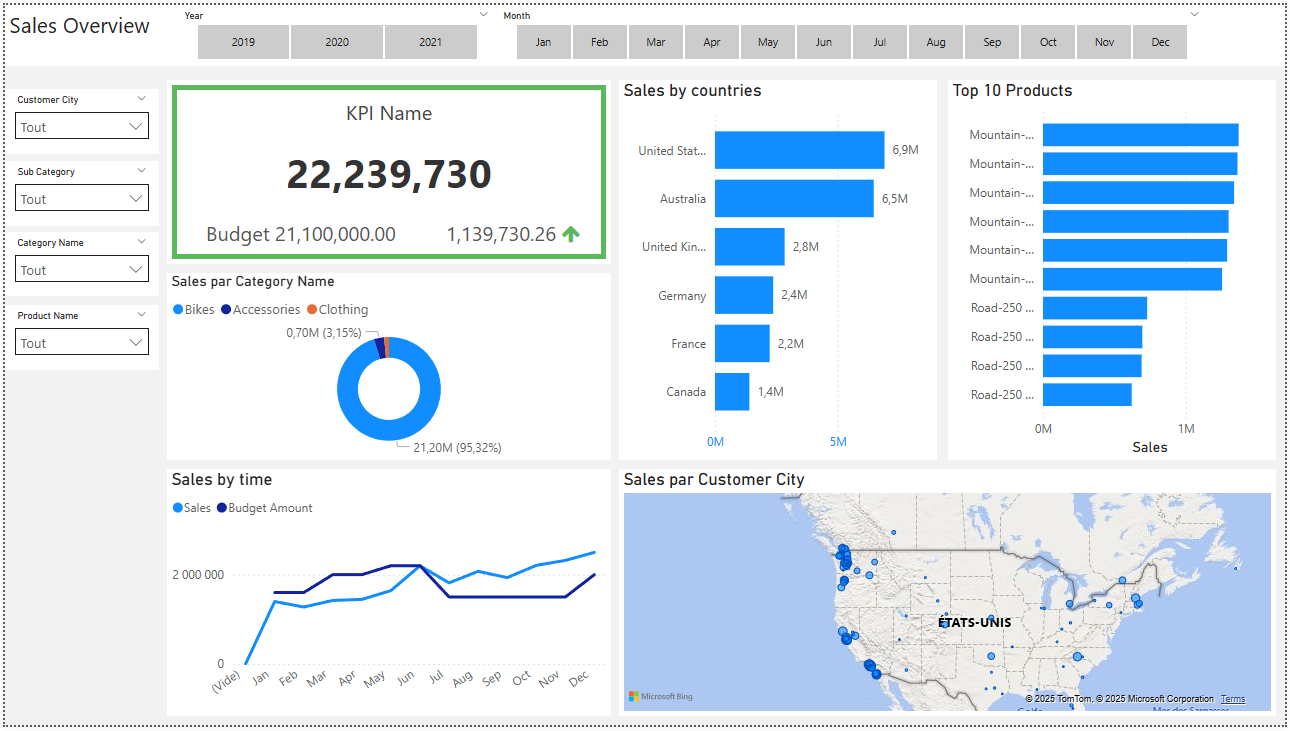 Sales Overview
Year
2019 2020 2021
Month
Jan Feb Mar Apr May Jun Jul Aug Sep Oct Nov Dec
Customer City
Tout
Sub Category
Tout
Category Name
Tout
Product Name
Tout
KPI Name
22,239,730
Budget 21,100,000.00 1,139,730.26
Sales par Category Name
Bikes Accessories Clothing
0,70M (3,15%)
21,20M (95,32%)
Sales by countries
United Stat... 6,9M
Australia 6,5M
United Kin... 2,8M
Germany 2,4M
France 2,2M
Canada 1,4M
0M 5M
Top 10 Products
Mountain-...
Mountain-...
Mountain-...
Mountain-...
Mountain-...
Mountain-...
Road-250 ...
Road-250 ...
Road-250 ...
Road-250 ...
0M 1M
Sales
Sales by time
Sales Budget Amount
2 000 000
0
(Vide) Jan Feb Mar Apr May Jun Jul Aug Sep Oct Nov Dec
Sales par Customer City
ÉTATS-UNIS
Microsoft Bing
© 2025 TomTom, © 2025 Microsoft Corporation Terms